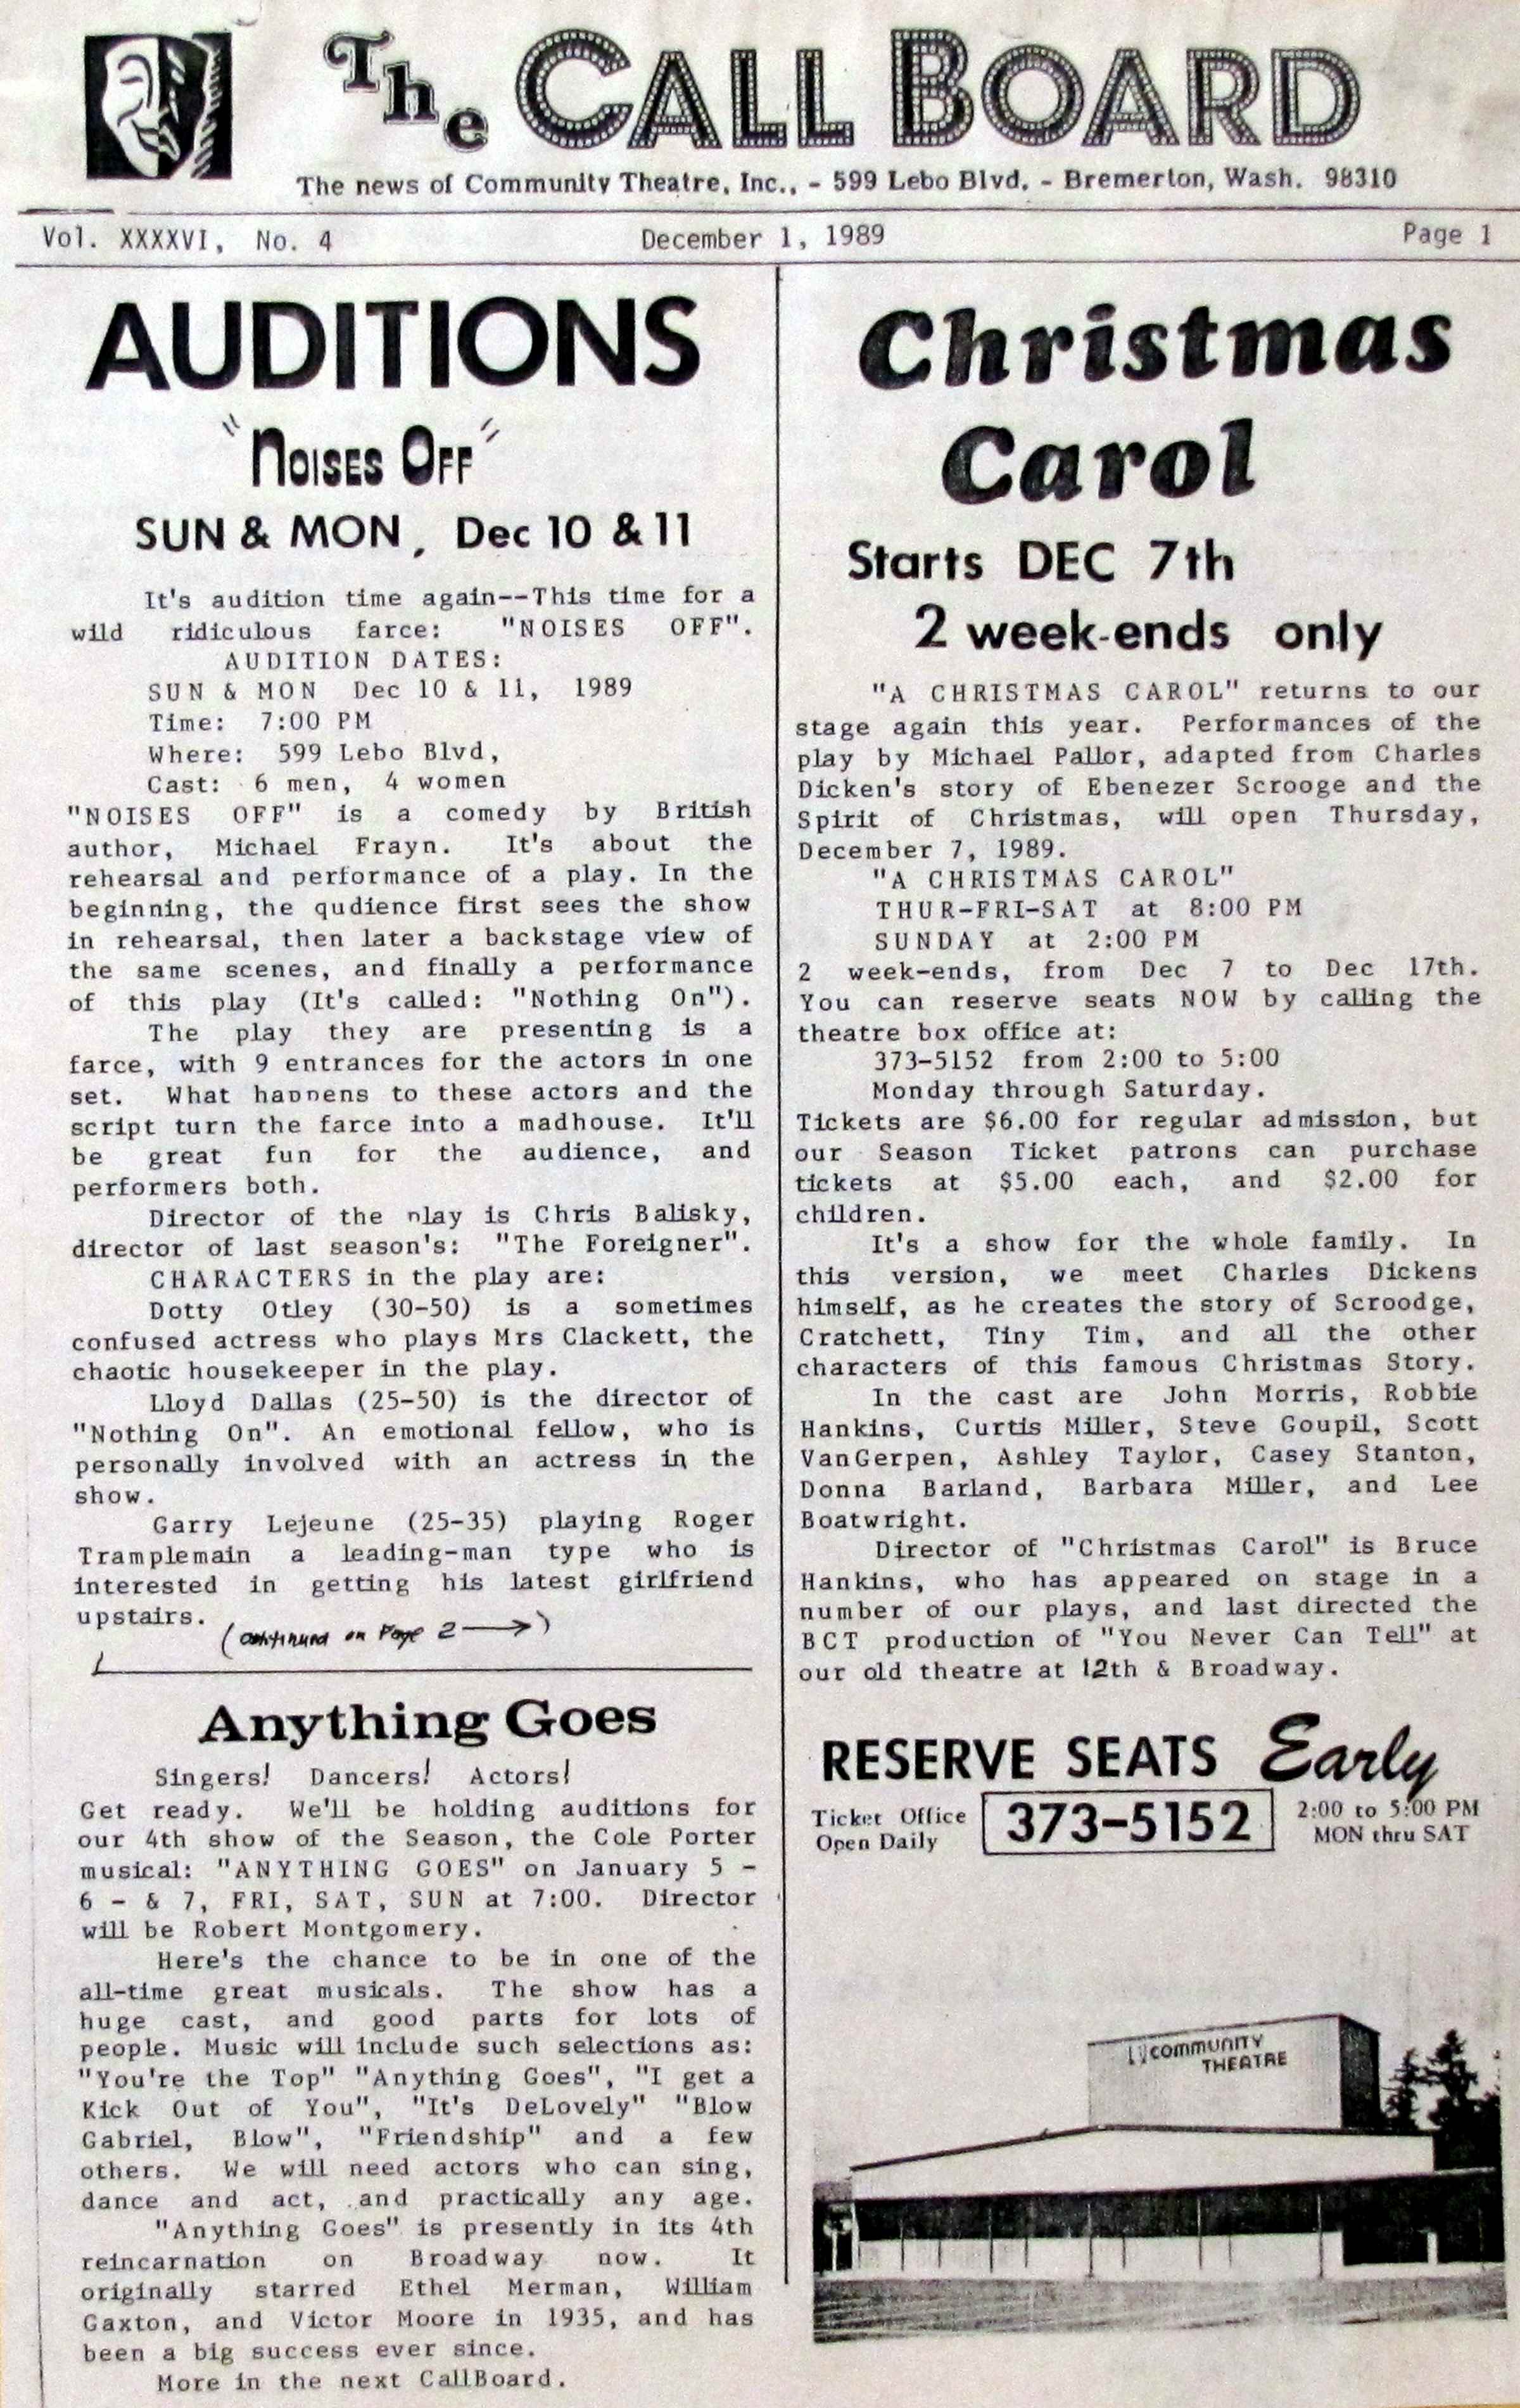 The CALL BOARD
The news of Community Theatre, Inc., - 599 Lebo Blvd. - Bremerton, Wash. 98310
Vol. XXXXVI, No. 4 December 1, 1989 Page 1
AUDITIONS
"NOISES OFF"
SUN & MON, Dec 10 & 11
It's audition time again--This time for a
wild ridiculous farce: "NOISES OFF".
AUDITION DATES:
SUN & MON Dec 10 & 11, 1989
Time: 7:00 PM
Where: 599 Lebo Blvd,
Cast: 6 men, 4 women
"NOISES OFF" is a comedy by British
author, Michael Frayn. It's about the
rehearsal and performance of a play. In the
beginning, the qudience first sees the show
in rehearsal, then later a backstage view of
the same scenes, and finally a performance
of this play (It's called: "Nothing On").
The play they are presenting is a
farce, with 9 entrances for the actors in one
set. What happens to these actors and the
script turn the farce into a madhouse. It'll
be great fun for the audience, and
performers both.
Director of the play is Chris Balisky,
director of last season's: "The Foreigner".
CHARACTERS in the play are:
Dotty Otley (30-50) is a sometimes
confused actress who plays Mrs Clackett, the
chaotic housekeeper in the play.
Lloyd Dallas (25-50) is the director of
"Nothing On". An emotional fellow, who is
personally involved with an actress in the
show.
Garry Lejeune (25-35) playing Roger
Tramplemain a leading-man type who is
interested in getting his latest girlfriend
upstairs.
(continued on Page 2 →)
Anything Goes
Singers! Dancers! Actors!
Get ready. We'll be holding auditions for
our 4th show of the Season, the Cole Porter
musical: "ANYTHING GOES" on January 5 -
6 - & 7, FRI, SAT, SUN at 7:00. Director
will be Robert Montgomery.
Here's the chance to be in one of the
all-time great musicals. The show has a
huge cast, and good parts for lots of
people. Music will include such selections as:
"You're the Top" "Anything Goes", "I get a
Kick Out of You", "It's DeLovely" "Blow
Gabriel, Blow", "Friendship" and a few
others. We will need actors who can sing,
dance and act, and practically any age.
"Anything Goes" is presently in its 4th
reincarnation on Broadway now. It
originally starred Ethel Merman, William
Gaxton, and Victor Moore in 1935, and has
been a big success ever since.
More in the next CallBoard.
Christmas
Carol
Starts DEC 7th
2 week-ends only
"A CHRISTMAS CAROL" returns to our
stage again this year. Performances of the
play by Michael Pallor, adapted from Charles
Dicken's story of Ebenezer Scrooge and the
Spirit of Christmas, will open Thursday,
December 7, 1989.
"A CHRISTMAS CAROL"
THUR-FRI-SAT at 8:00 PM
SUNDAY at 2:00 PM
2 week-ends, from Dec 7 to Dec 17th.
You can reserve seats NOW by calling the
theatre box office at:
373-5152 from 2:00 to 5:00
Monday through Saturday.
Tickets are $6.00 for regular admission, but
our Season Ticket patrons can purchase
tickets at $5.00 each, and $2.00 for
children.
It's a show for the whole family. In
this version, we meet Charles Dickens
himself, as he creates the story of Scroodge,
Cratchett, Tiny Tim, and all the other
characters of this famous Christmas Story.
In the cast are John Morris, Robbie
Hankins, Curtis Miller, Steve Goupil, Scott
VanGerpen, Ashley Taylor, Casey Stanton,
Donna Barland, Barbara Miller, and Lee
Boatwright.
Director of "Christmas Carol" is Bruce
Hankins, who has appeared on stage in a
number of our plays, and last directed the
BCT production of "You Never Can Tell" at
our old theatre at 12th & Broadway.
RESERVE SEATS Early
Ticket Office
Open Daily
373-5152
2:00 to 5:00 PM
MON thru SAT
COMMUNITY
THEATRE